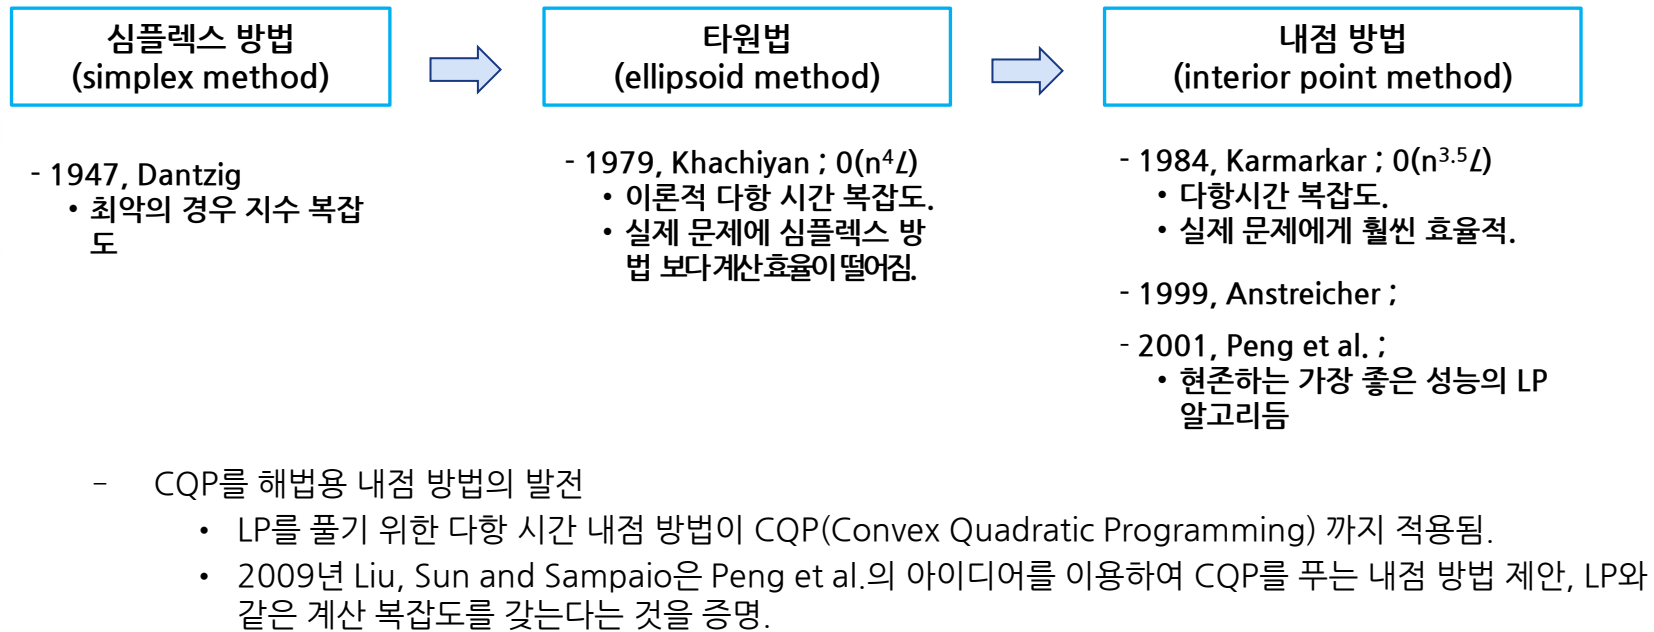 심플렉스 방법
(simplex method)
타원법
(ellipsoid method)
내점 방법
(interior point method)
- 1947, Dantzig
• 최악의 경우 지수 복잡
도
- 1979, Khachiyan ; 0(n⁴L)
• 이론적 다항 시간 복잡도.
• 실제 문제에 심플렉스 방
법 보다 계산 효율이 떨어짐.
- 1984, Karmarkar ; 0(n³·⁵L)
• 다항시간 복잡도.
• 실제 문제에게 훨씬 효율적.
- 1999, Anstreicher ;
- 2001, Peng et al. ;
• 현존하는 가장 좋은 성능의 LP
알고리듬
- CQP를 해법용 내점 방법의 발전
• LP를 풀기 위한 다항 시간 내점 방법이 CQP(Convex Quadratic Programming) 까지 적용됨.
• 2009년 Liu, Sun and Sampaio은 Peng et al.의 아이디어를 이용하여 CQP를 푸는 내점 방법 제안, LP와
같은 계산 복잡도를 갖는다는 것을 증명.